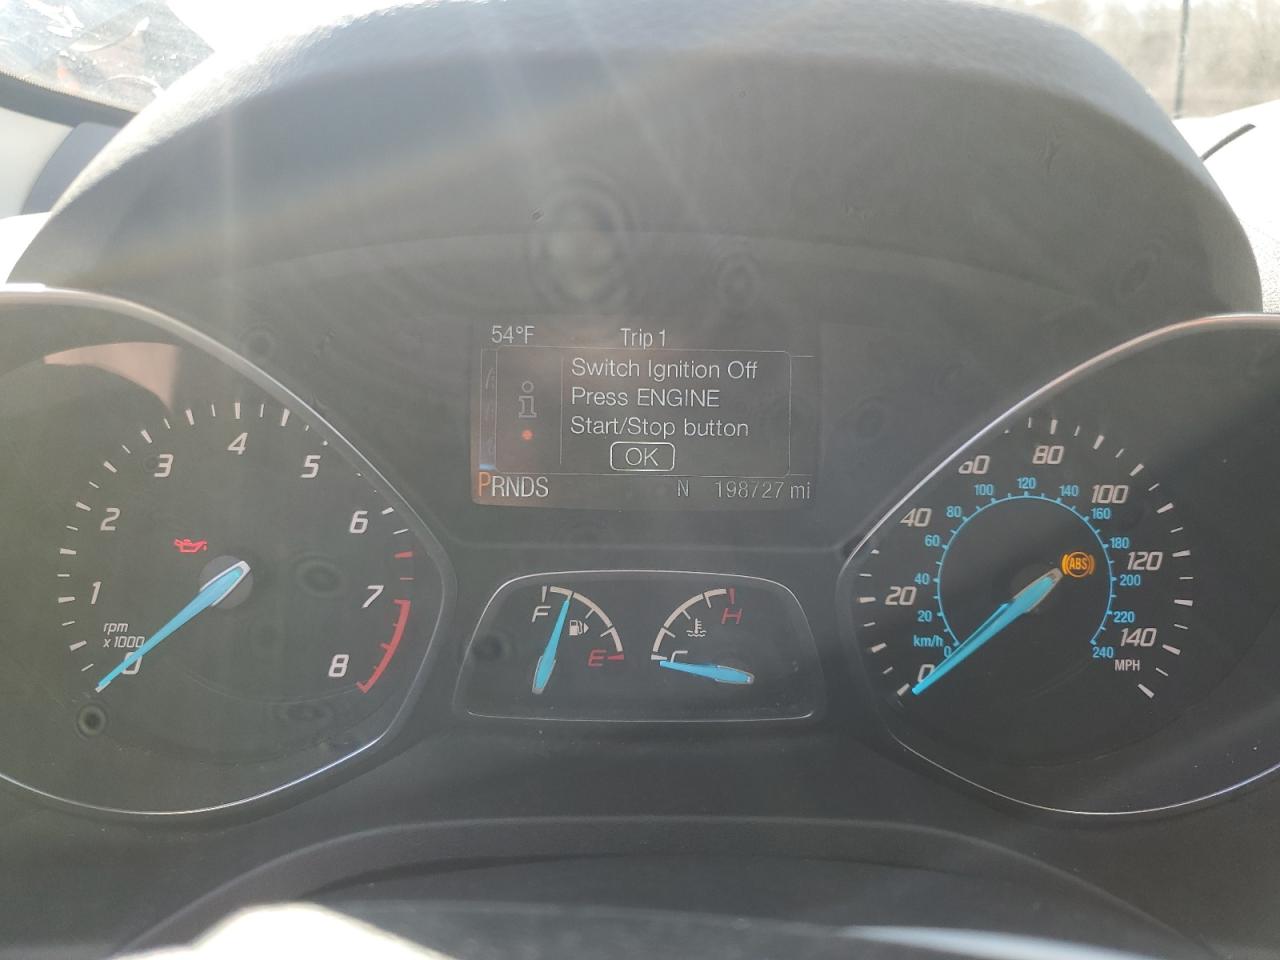 54°F Trip 1
Switch Ignition Off
Press ENGINE
Start/Stop button
OK
PRNDS N 198727 mi
0 1 2 3 4 5 6 7 8
rpm
x1000
F E
C H
0 20 40 60 80 100 120 140
MPH
0 20 40 60 80 100 120 140 160 180 200 220 240
km/h
ABS